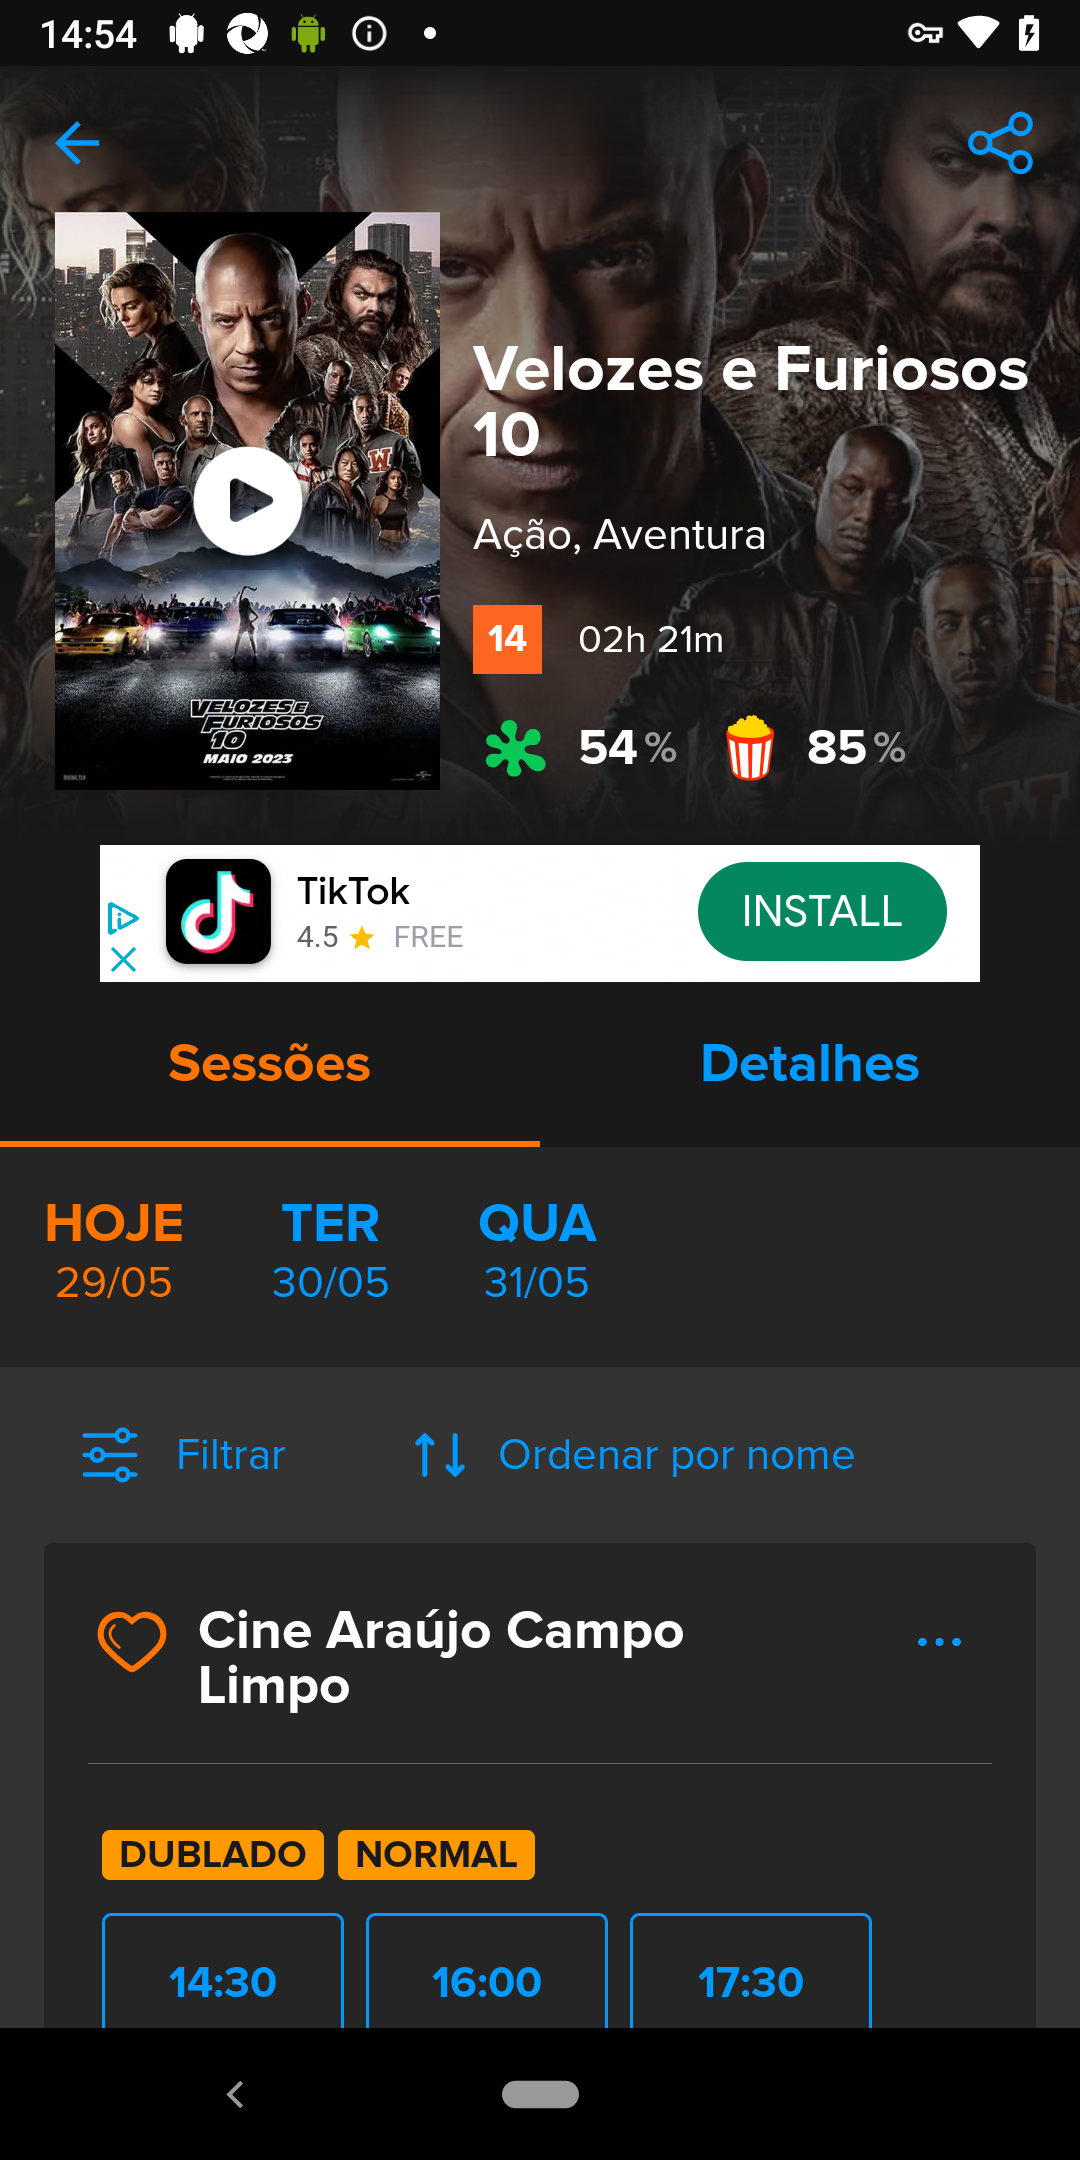 14:54
VELOZES E
FURIOSOS
10
MAIO 2023
Velozes e Furiosos
10
Ação, Aventura
14
02h 21m
54 %
85 %
TikTok
4.5
FREE
INSTALL
Sessões
Detalhes
HOJE
29/05
TER
30/05
QUA
31/05
Filtrar
Ordenar por nome
Cine Araújo Campo
Limpo
DUBLADO
NORMAL
14:30
16:00
17:30